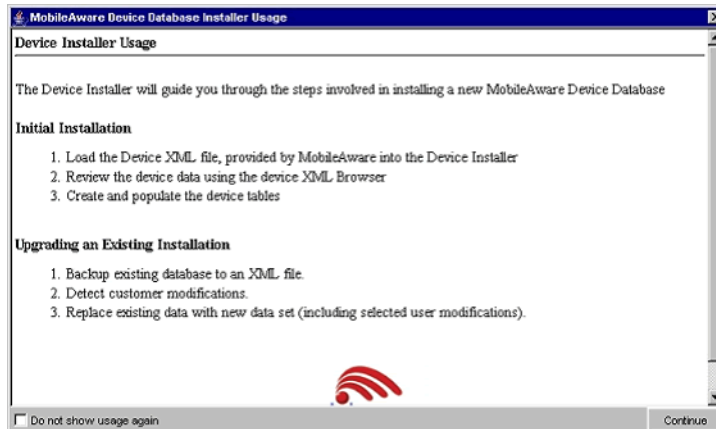 MobileAware Device Database Installer Usage
Device Installer Usage
The Device Installer will guide you through the steps involved in installing a new MobileAware Device Database
Initial Installation
1. Load the Device XML file, provided by MobileAware into the Device Installer
2. Review the device data using the device XML Browser
3. Create and populate the device tables
Upgrading an Existing Installation
1. Backup existing database to an XML file.
2. Detect customer modifications.
3. Replace existing data with new data set (including selected user modifications).
Do not show usage again
Continue